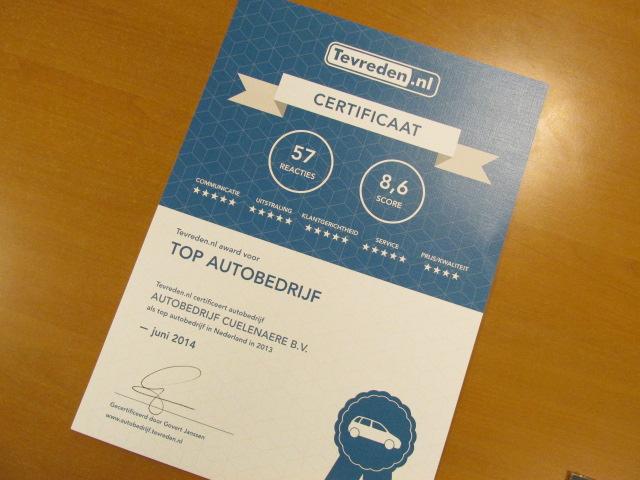 Tevreden.nl
CERTIFICAAT
57
REACTIES
8,6
SCORE
COMMUNICATIE
UITSTRALING
KLANTGERICHTHEID
SERVICE
PRIJS/KWALITEIT
Tevreden.nl award voor
TOP AUTOBEDRIJF
Tevreden.nl certificeert autobedrijf
AUTOBEDRIJF CUELENAERE B.V.
als top autobedrijf in Nederland in 2013
— juni 2014
Gecertificeerd door Govert Janssen
www.autobedrijf.tevreden.nl